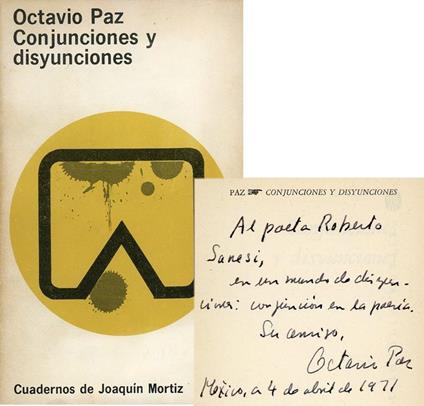 Octavio Paz
Conjunciones y
disyunciones
Cuadernos de Joaquín Mortiz
PAZ ☛ CONJUNCIONES Y DISYUNCIONES
Al poeta Roberto
Sanesi,
en un mundo de disyun-
ciones: conjunción en la poesía.
Su amigo,
Octavio Paz
México, a 4 de abril de 1971